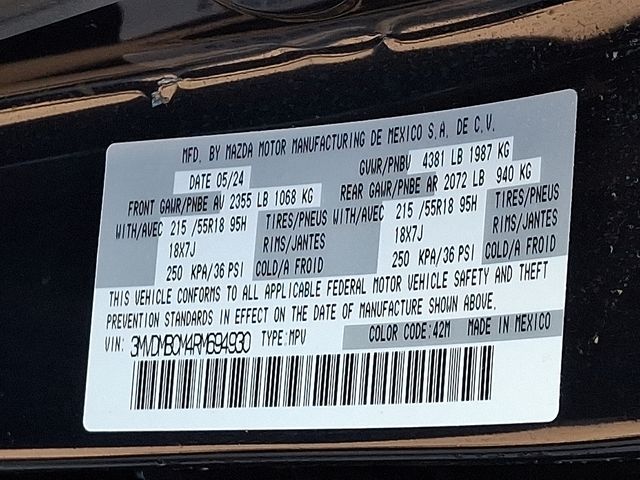 MFD. BY MAZDA MOTOR MANUFACTURING DE MEXICO S.A. DE C.V.
DATE 05/24 GVWR/PNBV 4381 LB 1987 KG
FRONT GAWR/PNBE AV 2355 LB 1068 KG REAR GAWR/PNBE AR 2072 LB 940 KG
WITH/AVEC 215 /55R18 95H TIRES/PNEUS WITH/AVEC 215 /55R18 95H TIRES/PNEUS
18X7J RIMS/JANTES 18X7J RIMS/JANTES
250 KPA/36 PSI COLD/A FROID 250 KPA/36 PSI COLD/A FROID
THIS VEHICLE CONFORMS TO ALL APPLICABLE FEDERAL MOTOR VEHICLE SAFETY AND THEFT
PREVENTION STANDARDS IN EFFECT ON THE DATE OF MANUFACTURE SHOWN ABOVE.
VIN: 3MVDMBCM4RM694930 TYPE:MPV COLOR CODE:42M MADE IN MEXICO